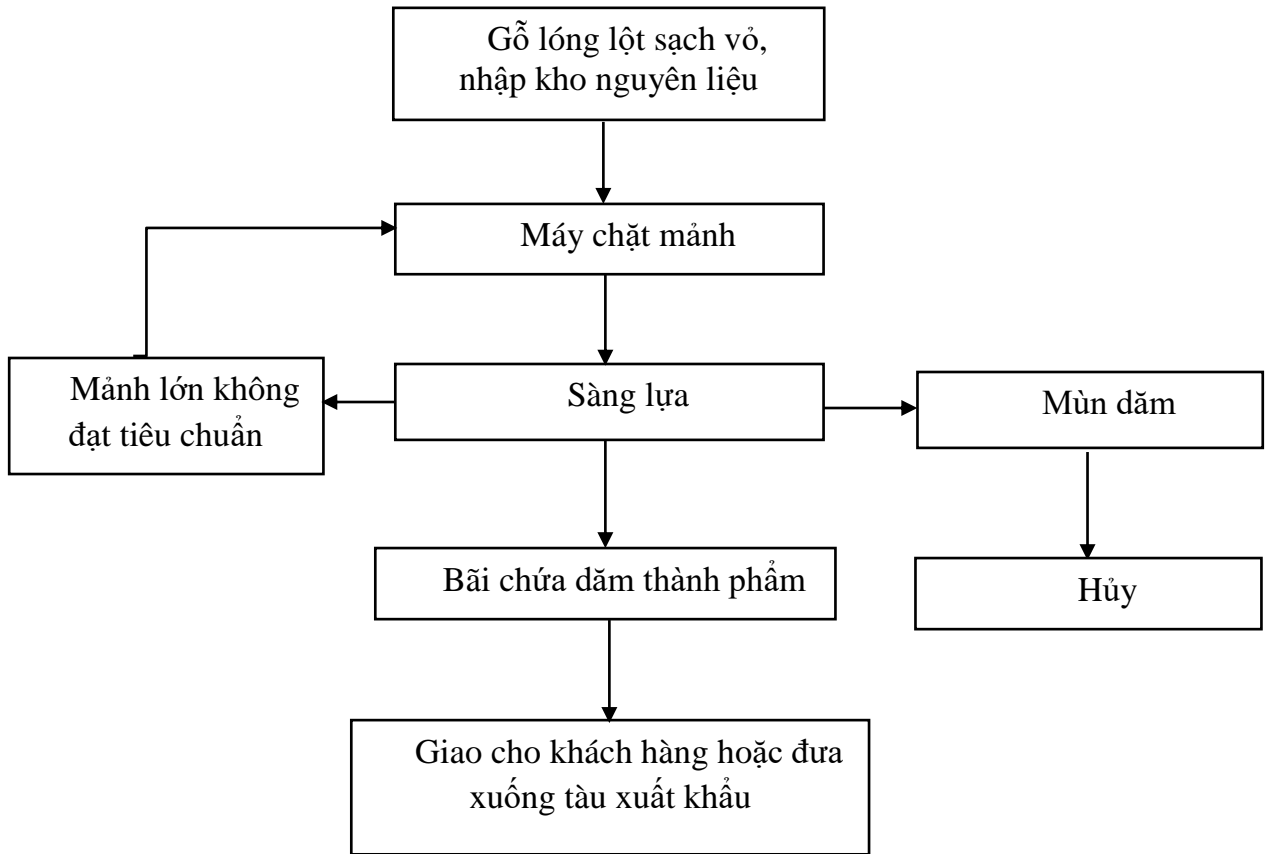 Gỗ lóng lột sạch vỏ,
nhập kho nguyên liệu
Máy chặt mảnh
Mảnh lớn không
đạt tiêu chuẩn
Sàng lựa
Mùn dăm
Bãi chứa dăm thành phẩm
Hủy
Giao cho khách hàng hoặc đưa
xuống tàu xuất khẩu